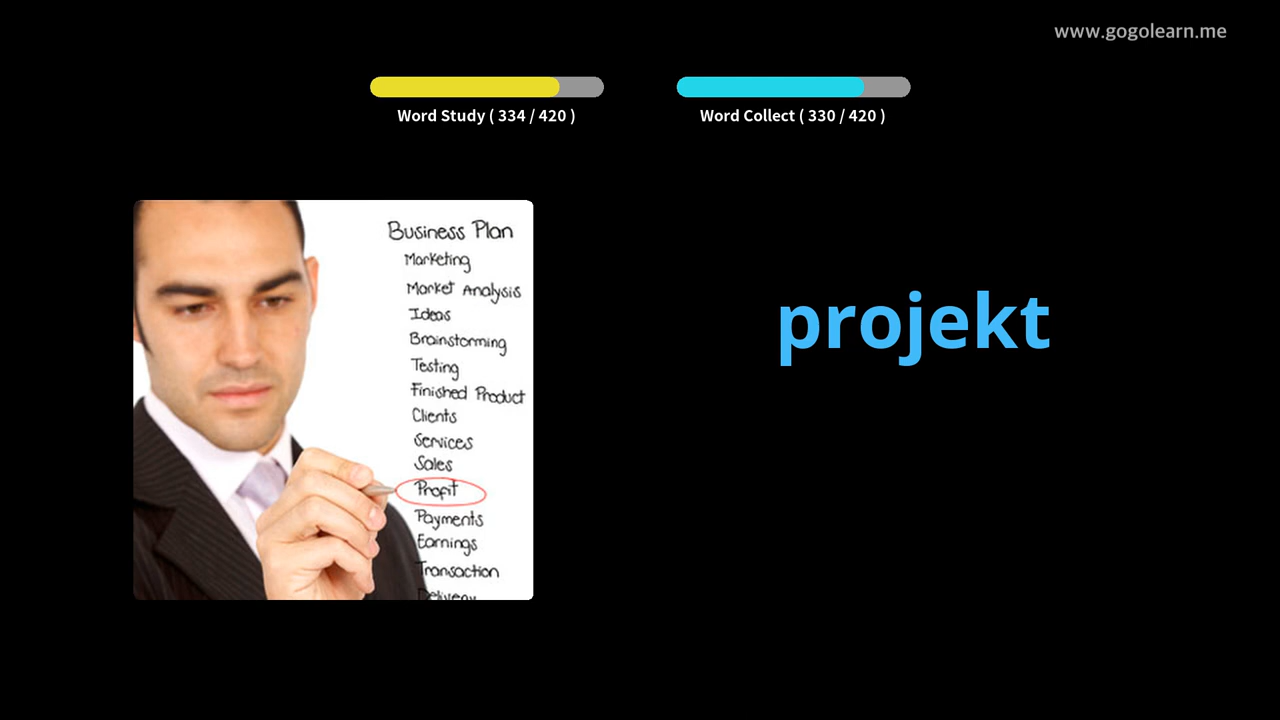 www.gogolearn.me
Word Study ( 334 / 420 )
Word Collect ( 330 / 420 )
Business Plan
Marketing
Market Analysis
Ideas
Brainstorming
Testing
Finished Product
Clients
Services
Sales
Profit
Payments
Earnings
Transaction
Delivery
projekt